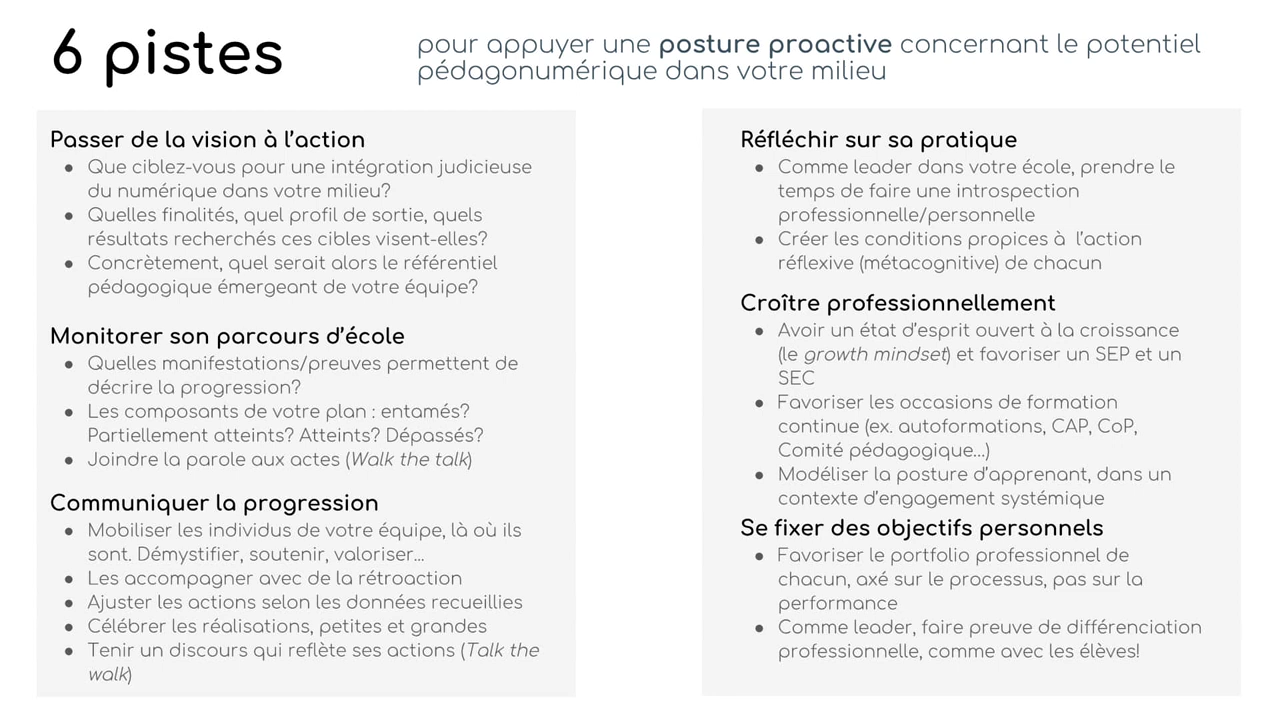 6 pistes
pour appuyer une posture proactive concernant le potentiel
pédagonumérique dans votre milieu
Passer de la vision à l'action
● Que ciblez-vous pour une intégration judicieuse
du numérique dans votre milieu?
● Quelles finalités, quel profil de sortie, quels
résultats recherchés ces cibles visent-elles?
● Concrètement, quel serait alors le référentiel
pédagogique émergeant de votre équipe?
Monitorer son parcours d'école
● Quelles manifestations/preuves permettent de
décrire la progression?
● Les composants de votre plan : entamés?
Partiellement atteints? Atteints? Dépassés?
● Joindre la parole aux actes (Walk the talk)
Communiquer la progression
● Mobiliser les individus de votre équipe, là où ils
sont. Démystifier, soutenir, valoriser...
● Les accompagner avec de la rétroaction
● Ajuster les actions selon les données recueillies
● Célébrer les réalisations, petites et grandes
● Tenir un discours qui reflète ses actions (Talk the
walk)
Réfléchir sur sa pratique
● Comme leader dans votre école, prendre le
temps de faire une introspection
professionnelle/personnelle
● Créer les conditions propices à  l'action
réflexive (métacognitive) de chacun
Croître professionnellement
● Avoir un état d'esprit ouvert à la croissance
(le growth mindset) et favoriser un SEP et un
SEC
● Favoriser les occasions de formation
continue (ex. autoformations, CAP, CoP,
Comité pédagogique...)
● Modéliser la posture d'apprenant, dans un
contexte d'engagement systémique
Se fixer des objectifs personnels
● Favoriser le portfolio professionnel de
chacun, axé sur le processus, pas sur la
performance
● Comme leader, faire preuve de différenciation
professionnelle, comme avec les élèves!